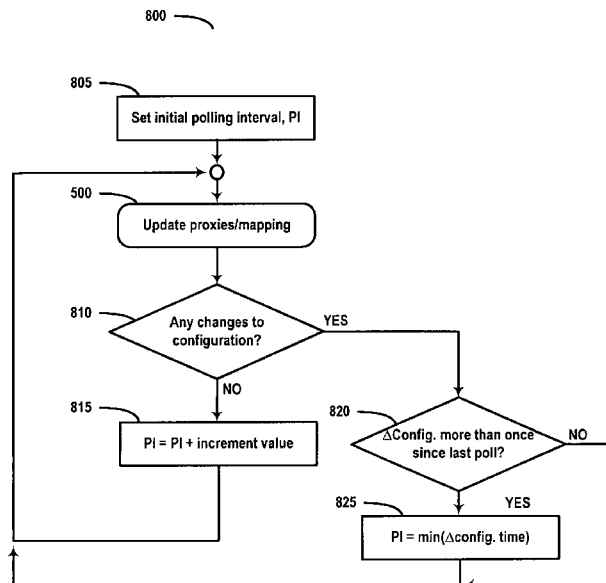 800
805
Set initial polling interval, PI
500
Update proxies/mapping
810
Any changes to
configuration?
YES
NO
815
PI = PI + increment value
820
ΔConfig. more than once
since last poll?
NO
YES
825
PI = min(Δconfig. time)